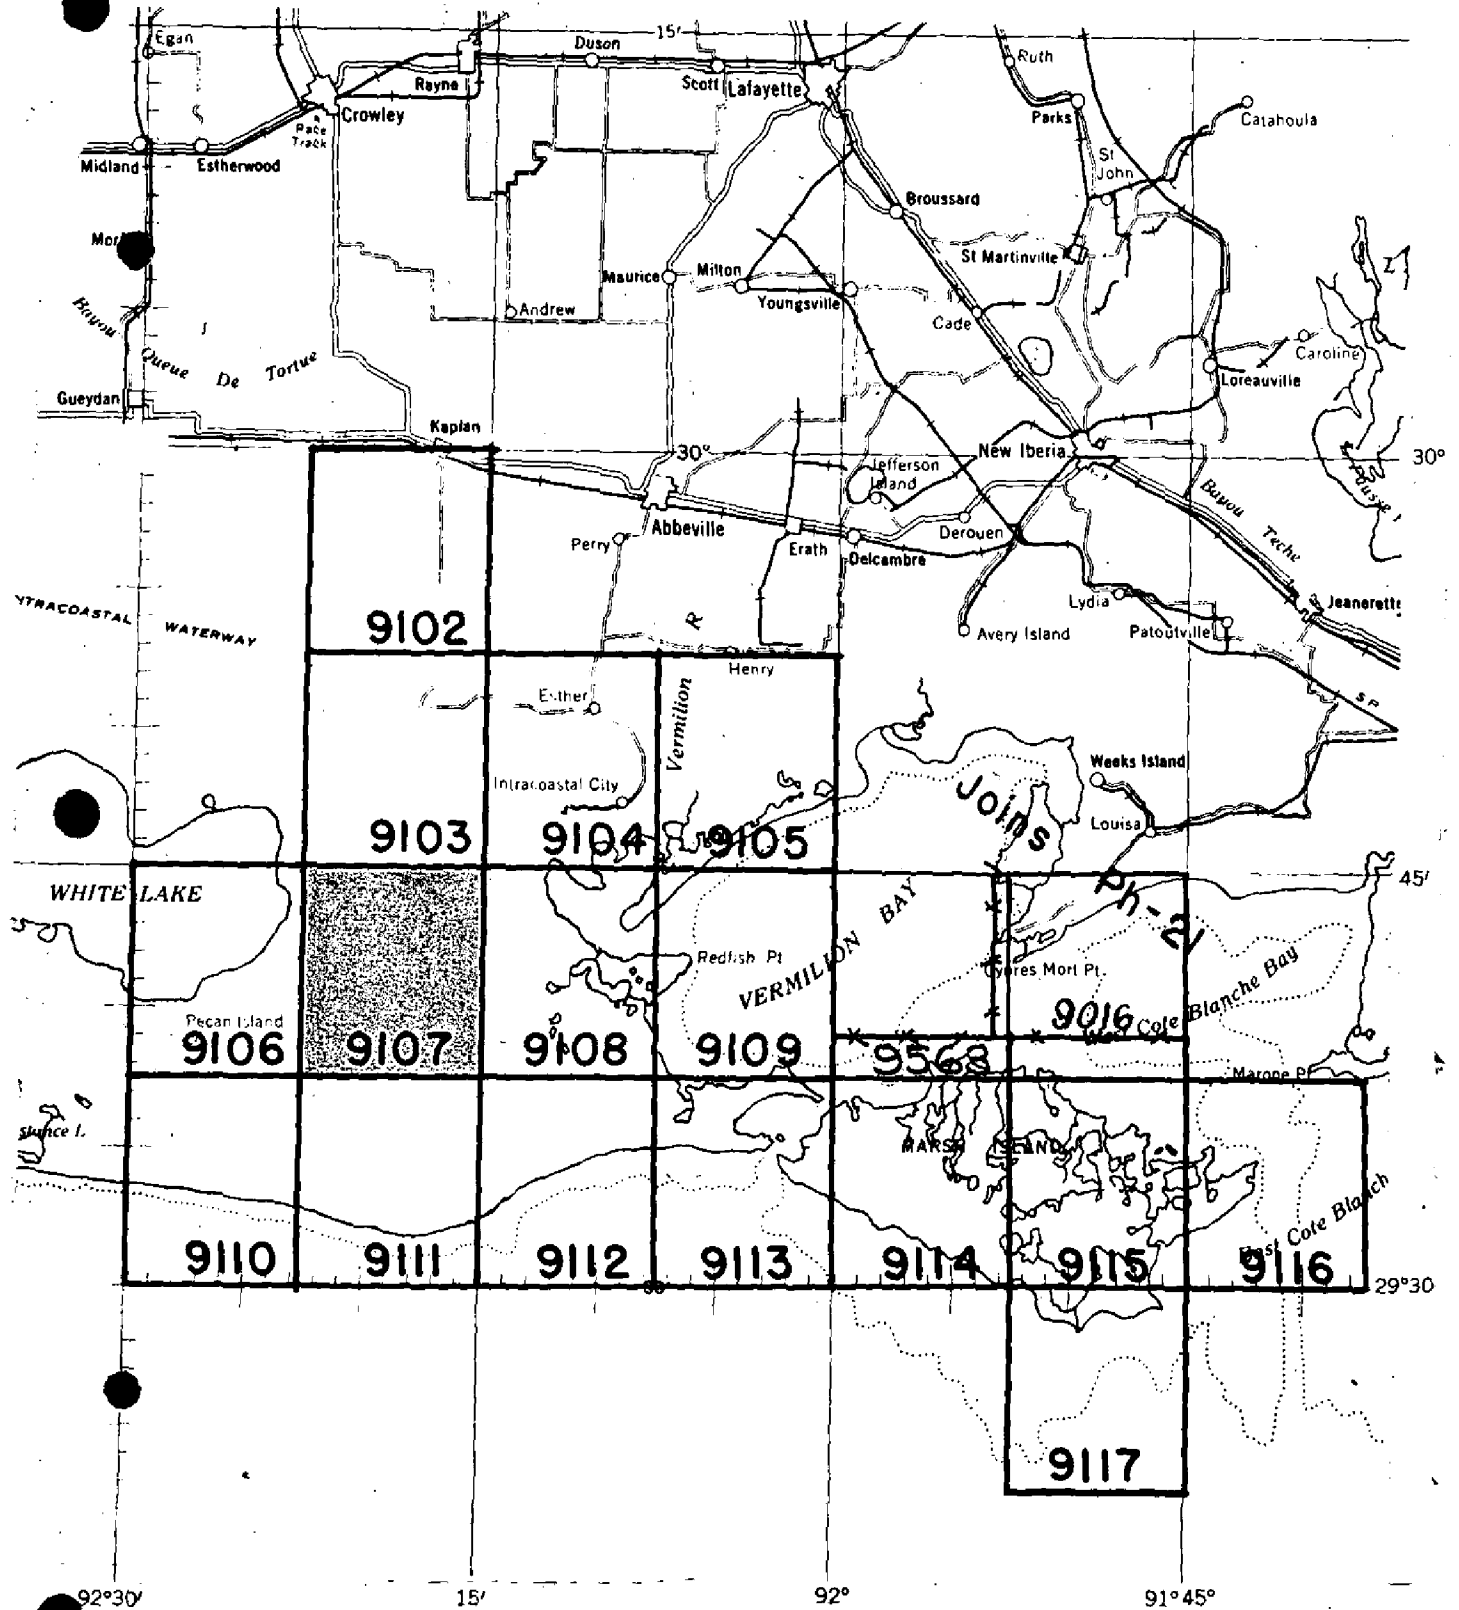 15′
Egan
Duson
Ruth
Rayne
Scott
Lafayette
Crowley
Race
Track
Parks
Catahoula
Midland
Estherwood
St
John
Broussard
St Martinville
Maurice
Milton
Youngsville
Andrew
Cade
Caroline
Bayou
Queue De Tortue
Loreauville
Gueydan
Kaplan
30°
New Iberia
30°
Jefferson
Island
Bayou
Teche
Abbeville
Perry
Erath
Delcambre
Derouen
Lydia
Jeanerette
NTRACOASTAL WATERWAY
9102
R
Avery Island
Patoutville
Henry
Esther
Vermilion
S P
Weeks Island
Intracoastal City
Joins
Louisa
9103
9104
9105
45′
WHITE LAKE
Ph-21
BAY
Redfish Pt
VERMILION
Cypres Mort Pt.
Cote Blanche Bay
Pecan Island
9016
9106
9107
9108
9109
9563
Marone Pt
MARSH ISLAND
East Cote Blanch
9110
9111
9112
9113
9114
9115
9116
29°30
9117
92°30′
15′
92°
91°45°